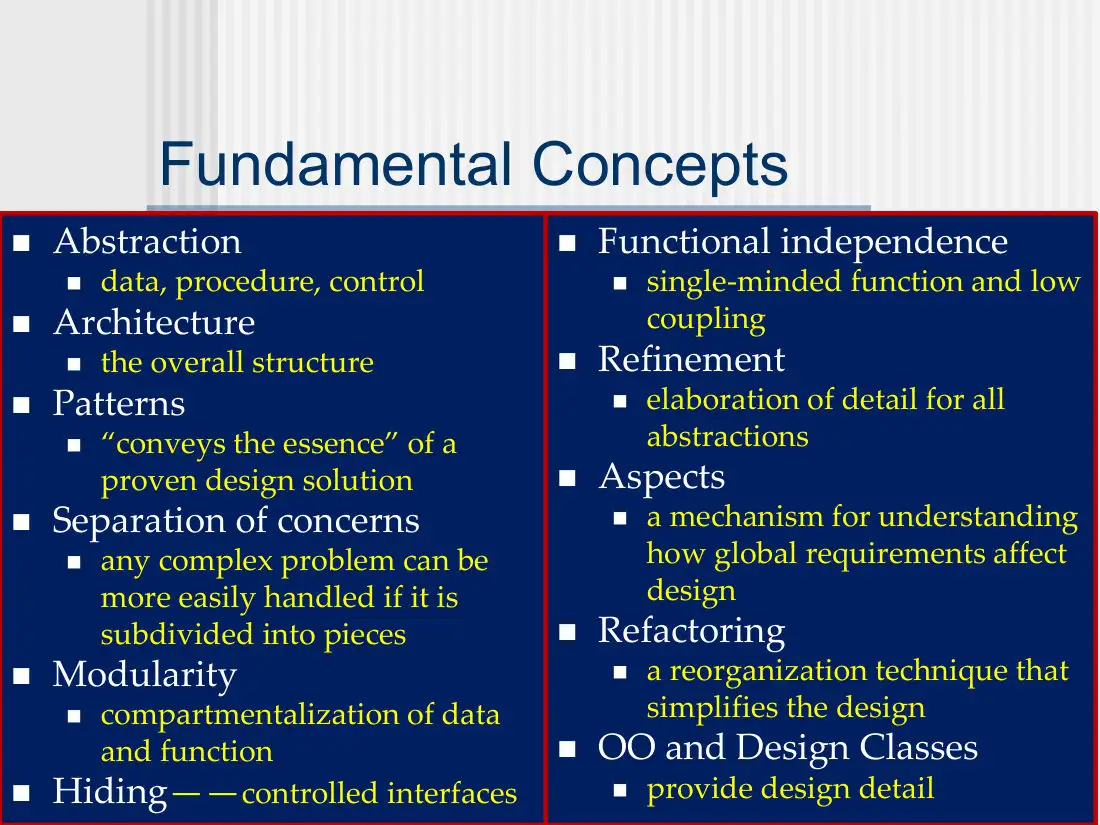 Fundamental Concepts
Abstraction
data, procedure, control
Architecture
the overall structure
Patterns
“conveys the essence” of a
proven design solution
Separation of concerns
any complex problem can be
more easily handled if it is
subdivided into pieces
Modularity
compartmentalization of data
and function
Hiding— —controlled interfaces
Functional independence
single-minded function and low
coupling
Refinement
elaboration of detail for all
abstractions
Aspects
a mechanism for understanding
how global requirements affect
design
Refactoring
a reorganization technique that
simplifies the design
OO and Design Classes
provide design detail